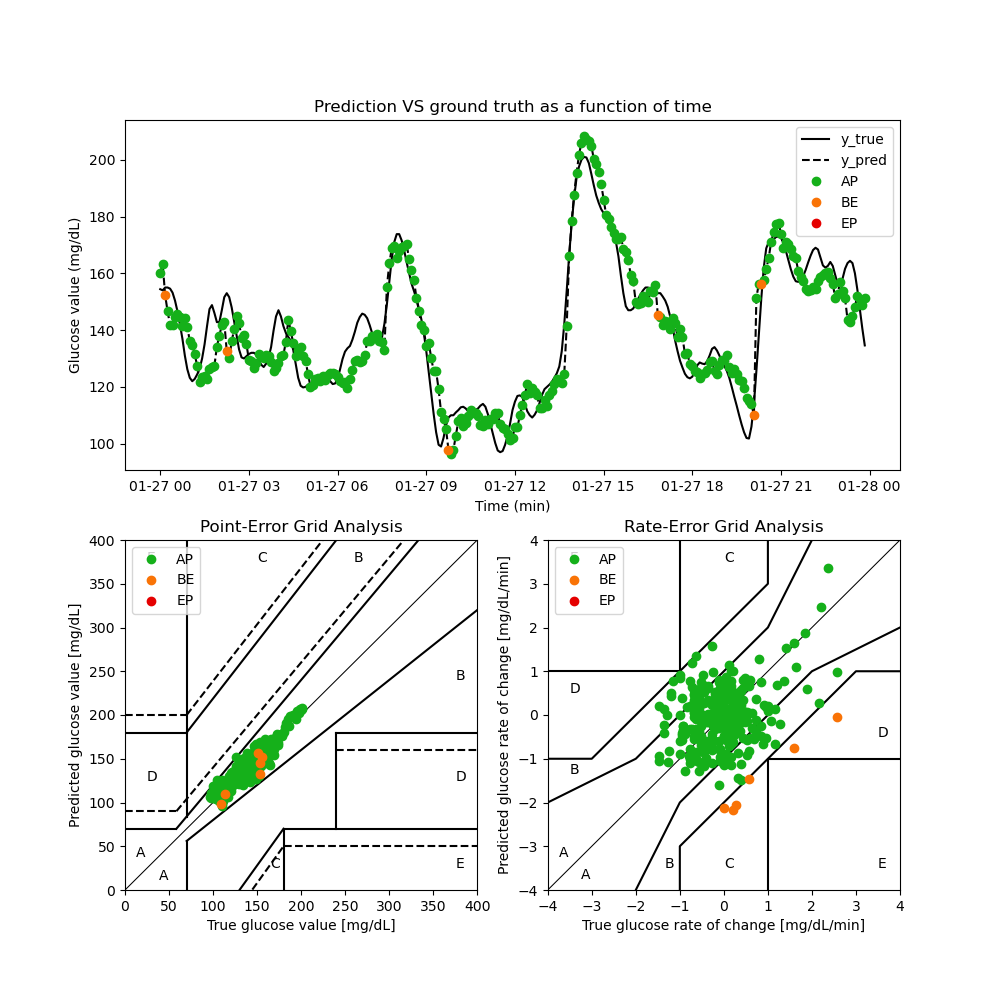 Prediction VS ground truth as a function of time
Glucose value (mg/dL)
200
180
160
140
120
100
y_true
y_pred
AP
BE
EP
01-27 00 01-27 03 01-27 06 01-27 09 01-27 12 01-27 15 01-27 18 01-27 21 01-28 00
Time (min)
Point-Error Grid Analysis
Predicted glucose value [mg/dL]
400
350
300
250
200
150
100
50
0
AP
BE
EP
C
B
B
D
D
A
A
C
E
0 50 100 150 200 250 300 350 400
True glucose value [mg/dL]
Rate-Error Grid Analysis
Predicted glucose rate of change [mg/dL/min]
4
3
2
1
0
−1
−2
−3
−4
AP
BE
EP
C
D
D
B
A
A
B
C
E
−4 −3 −2 −1 0 1 2 3 4
True glucose rate of change [mg/dL/min]